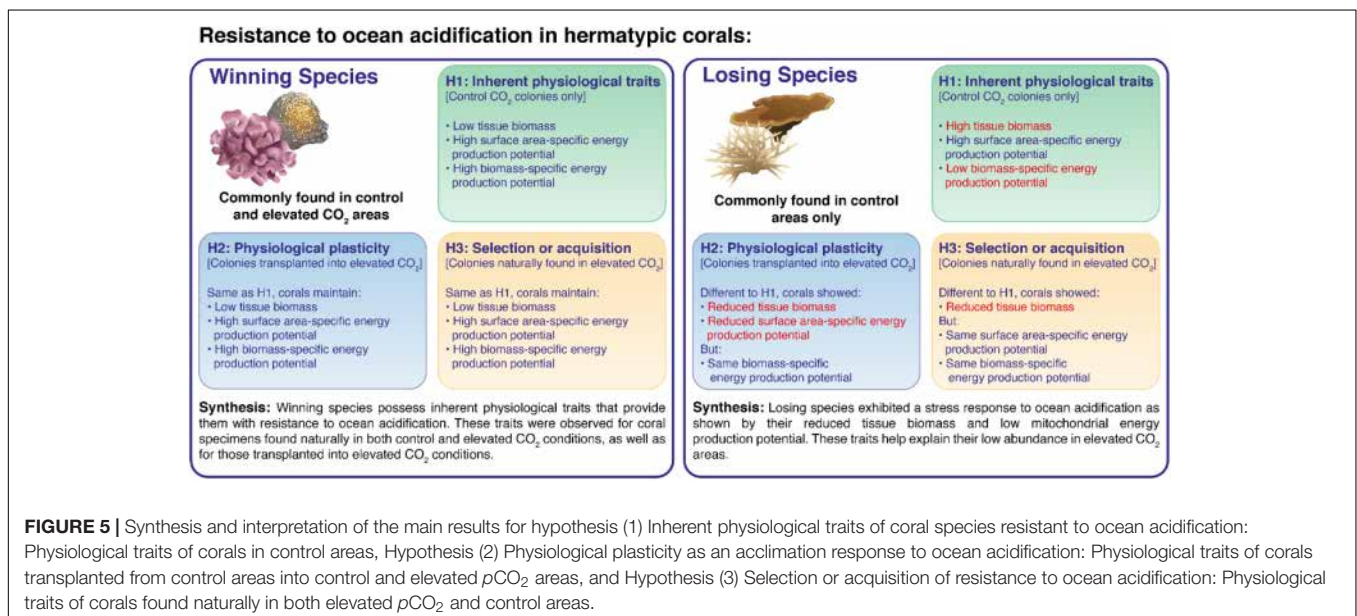 Resistance to ocean acidification in hermatypic corals:
Winning Species
Commonly found in control
and elevated CO₂ areas
H1: Inherent physiological traits
[Control CO₂ colonies only]
• Low tissue biomass
• High surface area-specific energy
production potential
• High biomass-specific energy
production potential
H2: Physiological plasticity
[Colonies transplanted into elevated CO₂]
Same as H1, corals maintain:
• Low tissue biomass
• High surface area-specific energy
production potential
• High biomass-specific energy
production potential
H3: Selection or acquisition
[Colonies naturally found in elevated CO₂]
Same as H1, corals maintain:
• Low tissue biomass
• High surface area-specific energy
production potential
• High biomass-specific energy
production potential
Synthesis: Winning species possess inherent physiological traits that provide
them with resistance to ocean acidification. These traits were observed for coral
specimens found naturally in both control and elevated CO₂ conditions, as well as
for those transplanted into elevated CO₂ conditions.
Losing Species
Commonly found in control
areas only
H1: Inherent physiological traits
[Control CO₂ colonies only]
• High tissue biomass
• High surface area-specific energy
production potential
• Low biomass-specific energy
production potential
H2: Physiological plasticity
[Colonies transplanted into elevated CO₂]
Different to H1, corals showed:
• Reduced tissue biomass
• Reduced surface area-specific energy
production potential
But:
• Same biomass-specific
energy production potential
H3: Selection or acquisition
[Colonies naturally found in elevated CO₂]
Different to H1, corals showed:
• Reduced tissue biomass
But:
• Same surface area-specific energy
production potential
• Same biomass-specific
energy production potential
Synthesis: Losing species exhibited a stress response to ocean acidification as
shown by their reduced tissue biomass and low mitochondrial energy
production potential. These traits help explain their low abundance in elevated CO₂
areas.
FIGURE 5 | Synthesis and interpretation of the main results for hypothesis (1) Inherent physiological traits of coral species resistant to ocean acidification:
Physiological traits of corals in control areas, Hypothesis (2) Physiological plasticity as an acclimation response to ocean acidification: Physiological traits of corals
transplanted from control areas into control and elevated pCO₂ areas, and Hypothesis (3) Selection or acquisition of resistance to ocean acidification: Physiological
traits of corals found naturally in both elevated pCO₂ and control areas.